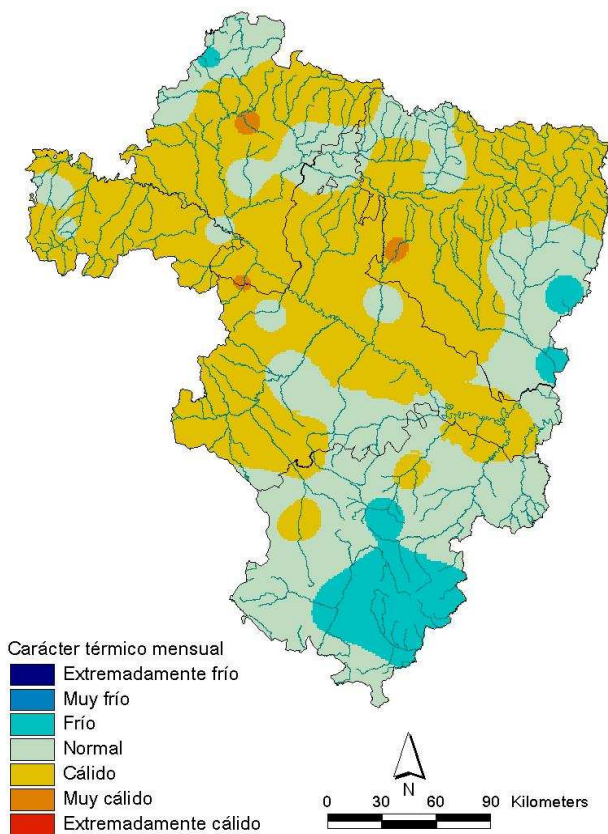 Carácter térmico mensual
Extremadamente frío
Muy frío
Frío
Normal
Cálido
Muy cálido
Extremadamente cálido
N
0 30 60 90 Kilometers